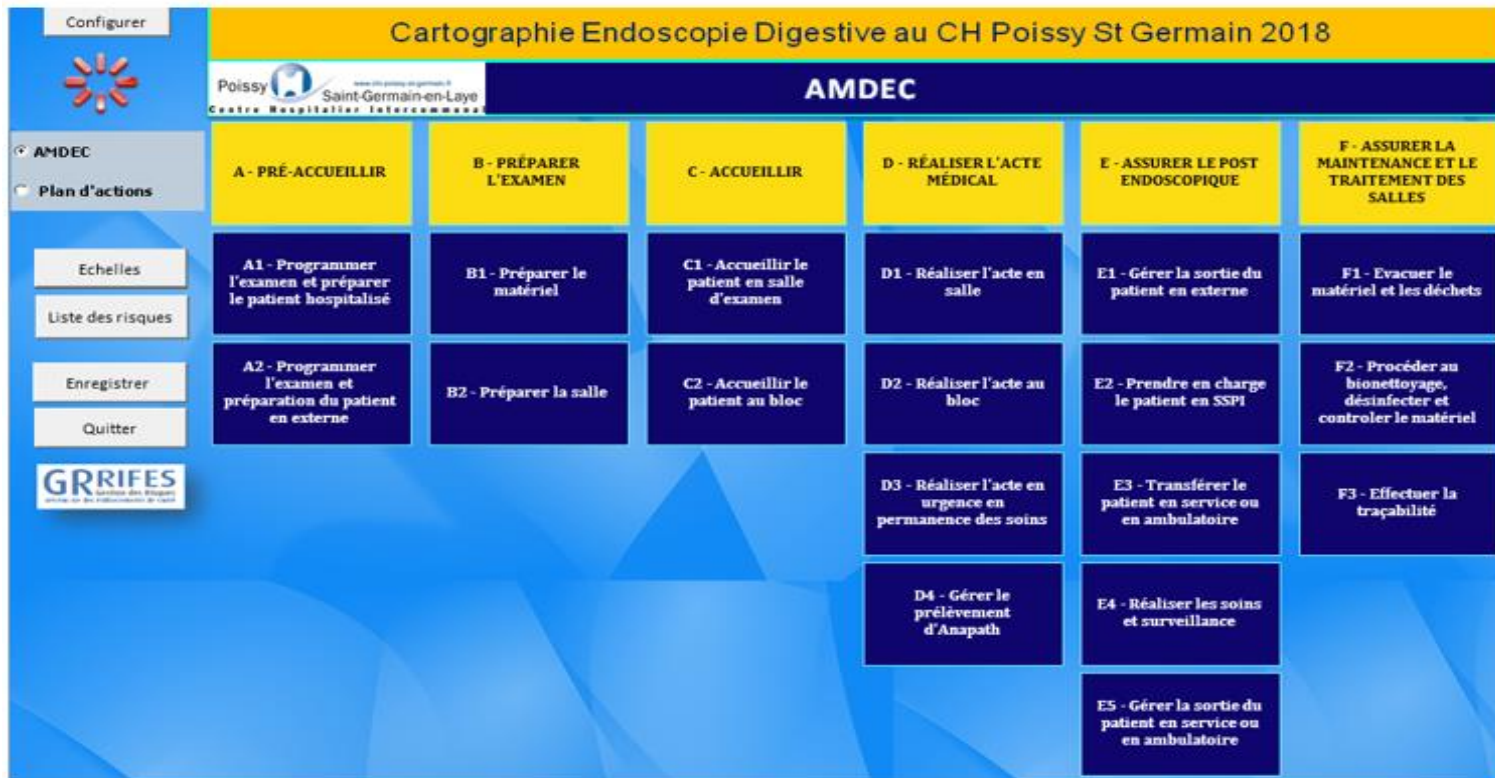 Configurer
Cartographie Endoscopie Digestive au CH Poissy St Germain 2018
Poissy
Saint-Germain-en-Laye
Centre Hospitalier Intercommunal
AMDEC
AMDEC
Plan d'actions
Echelles
Liste des risques
Enregistrer
Quitter
GRRIFES
A - PRÉ-ACCUEILLIR
A1 - Programmer
l'examen et préparer
le patient hospitalisé
A2 - Programmer
l'examen et
préparation du patient
en externe
B - PRÉPARER
L'EXAMEN
B1 - Préparer le
matériel
B2 - Préparer la salle
C - ACCUEILLIR
C1 - Accueillir le
patient en salle
d'examen
C2 - Accueillir le
patient au bloc
D - RÉALISER L'ACTE
MÉDICAL
D1 - Réaliser l'acte en
salle
D2 - Réaliser l'acte au
bloc
D3 - Réaliser l'acte en
urgence en
permanence des soins
D4 - Gérer le
prélèvement
d'Anapath
E - ASSURER LE POST
ENDOSCOPIQUE
E1 - Gérer la sortie du
patient en externe
E2 - Prendre en charge
le patient en SSPI
E3 - Transférer le
patient en service ou
en ambulatoire
E4 - Réaliser les soins
et surveillance
E5 - Gérer la sortie du
patient en service ou
en ambulatoire
F - ASSURER LA
MAINTENANCE ET LE
TRAITEMENT DES
SALLES
F1 - Evacuer le
matériel et les déchets
F2 - Procéder au
bionettoyage,
désinfecter et
controler le matériel
F3 - Effectuer la
traçabilité